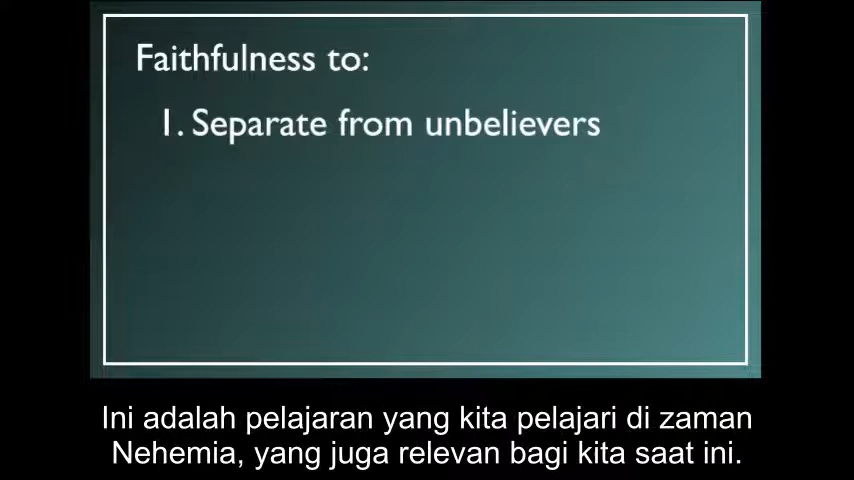 Faithfulness to:
1. Separate from unbelievers
Ini adalah pelajaran yang kita pelajari di zaman
Nehemia, yang juga relevan bagi kita saat ini.